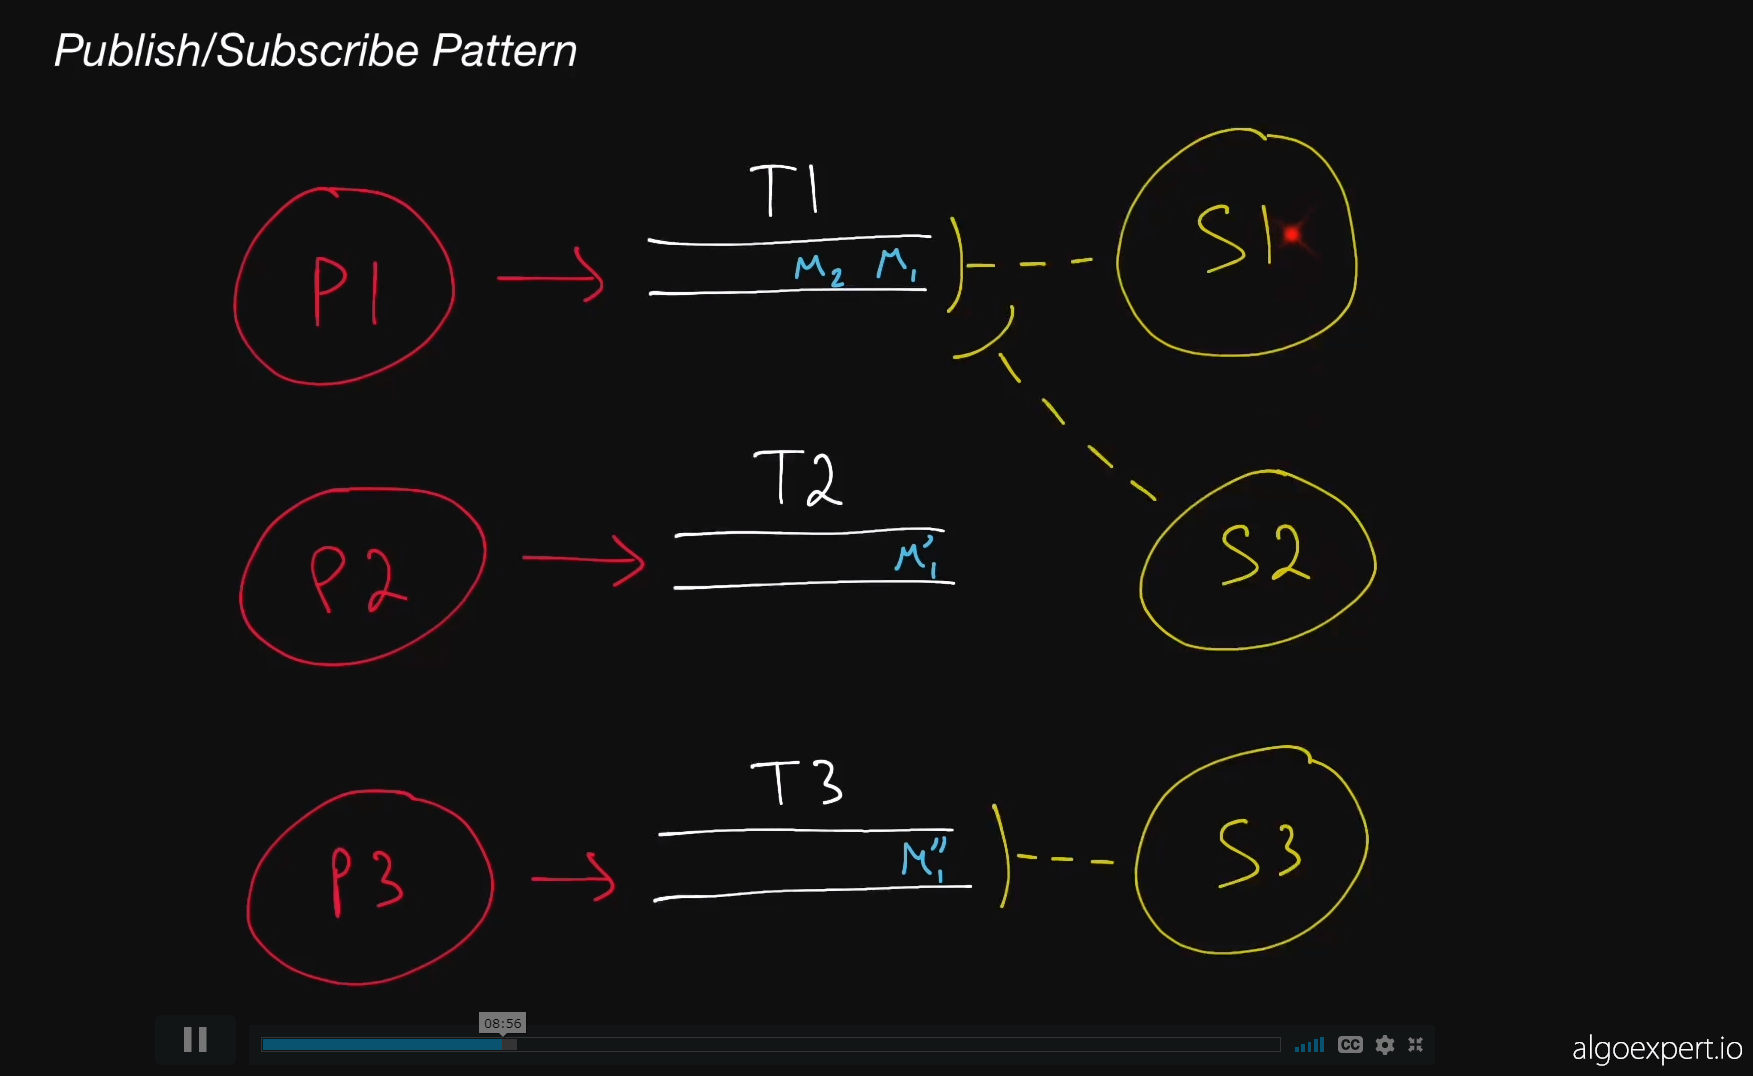 Publish/Subscribe Pattern
T1
S1
P1
M2 M1
T2
S2
P2
M'1
T3
S3
P3
M''1
08:56
CC
algoexpert.io